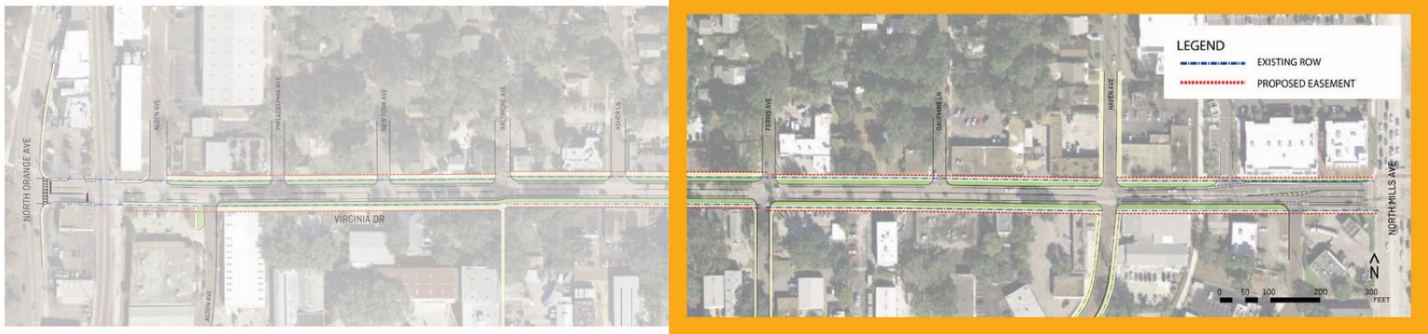 NORTH ORANGE AVE
ALDEN AVE
PHILADELPHIA AVE
NEW YORK AVE
BALTIMORE AVE
ASHER LN
VIRGINIA DR
ALDEN AVE
FERRIS AVE
DAUPHINE LN
HAVEN AVE
NORTH MILLS AVE
LEGEND
EXISTING ROW
PROPOSED EASEMENT
N
0 50 100 200 300
FEET